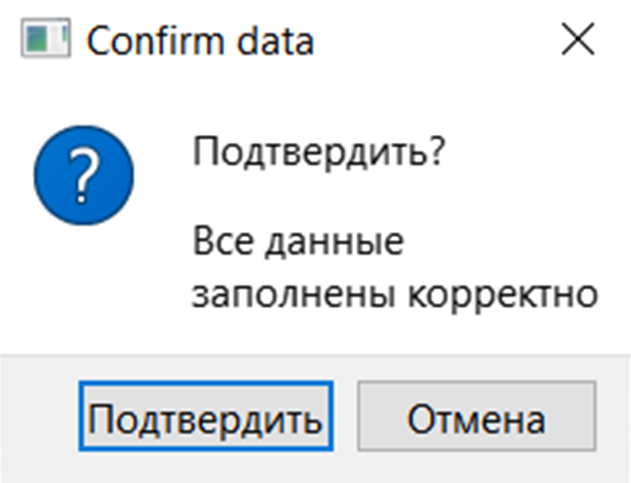 Confirm data
Подтвердить?
Все данные
заполнены корректно
Подтвердить
Отмена